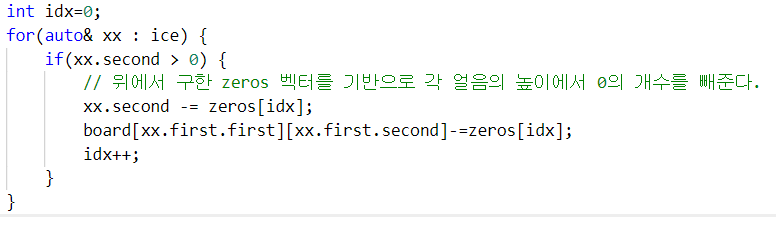 int idx=0;
for(auto& xx : ice) {
    if(xx.second > 0) {
        // 위에서 구한 zeros 벡터를 기반으로 각 얼음의 높이에서 0의 개수를 빼준다.
        xx.second -= zeros[idx];
        board[xx.first.first][xx.first.second]-=zeros[idx];
        idx++;
    }
}